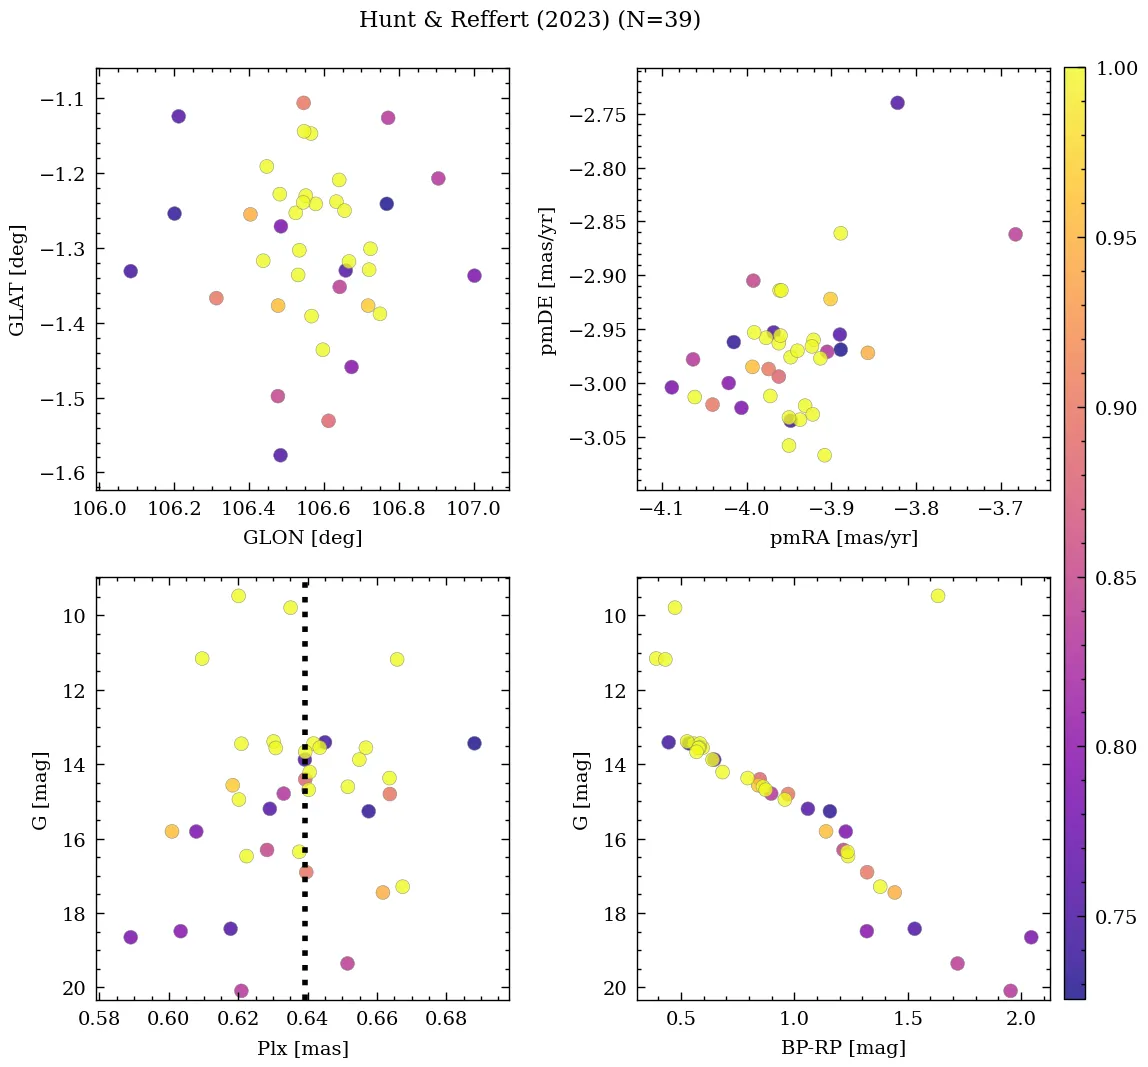 Hunt & Reffert (2023) (N=39)
−1.1
−1.2
−1.3
−1.4
−1.5
−1.6
GLAT [deg]
106.0 106.2 106.4 106.6 106.8 107.0
GLON [deg]
−2.75
−2.80
−2.85
−2.90
−2.95
−3.00
−3.05
pmDE [mas/yr]
−4.1 −4.0 −3.9 −3.8 −3.7
pmRA [mas/yr]
10
12
14
16
18
20
G [mag]
0.58 0.60 0.62 0.64 0.66 0.68
Plx [mas]
10
12
14
16
18
20
G [mag]
0.5 1.0 1.5 2.0
BP-RP [mag]
1.00
0.95
0.90
0.85
0.80
0.75